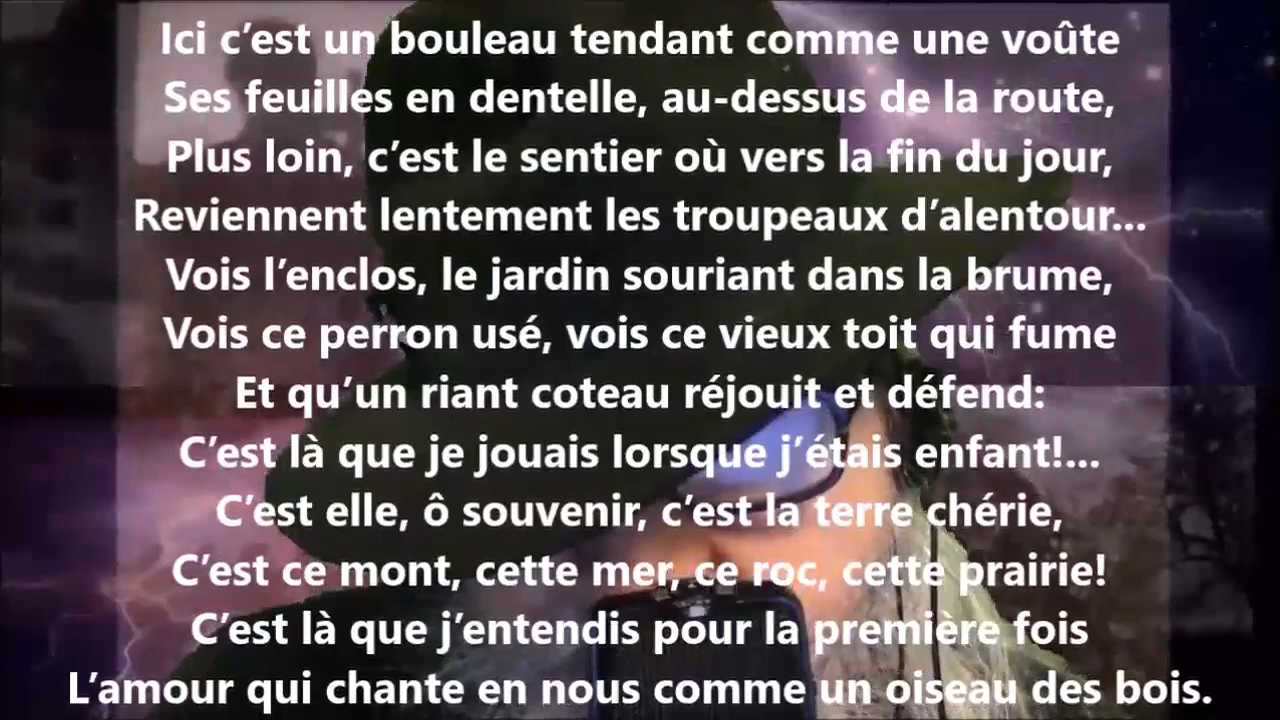 Ici c’est un bouleau tendant comme une voûte
Ses feuilles en dentelle, au-dessus de la route,
Plus loin, c’est le sentier où vers la fin du jour,
Reviennent lentement les troupeaux d’alentour...
Vois l’enclos, le jardin souriant dans la brume,
Vois ce perron usé, vois ce vieux toit qui fume
Et qu’un riant coteau réjouit et défend:
C’est là que je jouais lorsque j’étais enfant!...
C’est elle, ô souvenir, c’est la terre chérie,
C’est ce mont, cette mer, ce roc, cette prairie!
C’est là que j’entendis pour la première fois
L’amour qui chante en nous comme un oiseau des bois.